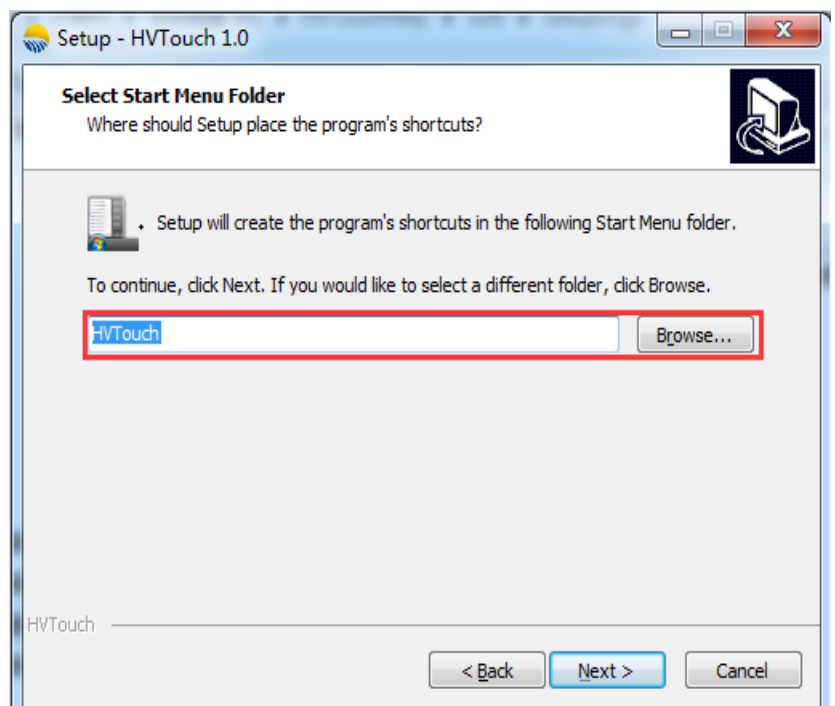 Setup - HVTouch 1.0
Select Start Menu Folder
Where should Setup place the program's shortcuts?
Setup will create the program's shortcuts in the following Start Menu folder.
To continue, click Next. If you would like to select a different folder, click Browse.
HVTouch
Browse...
HVTouch
< Back
Next >
Cancel